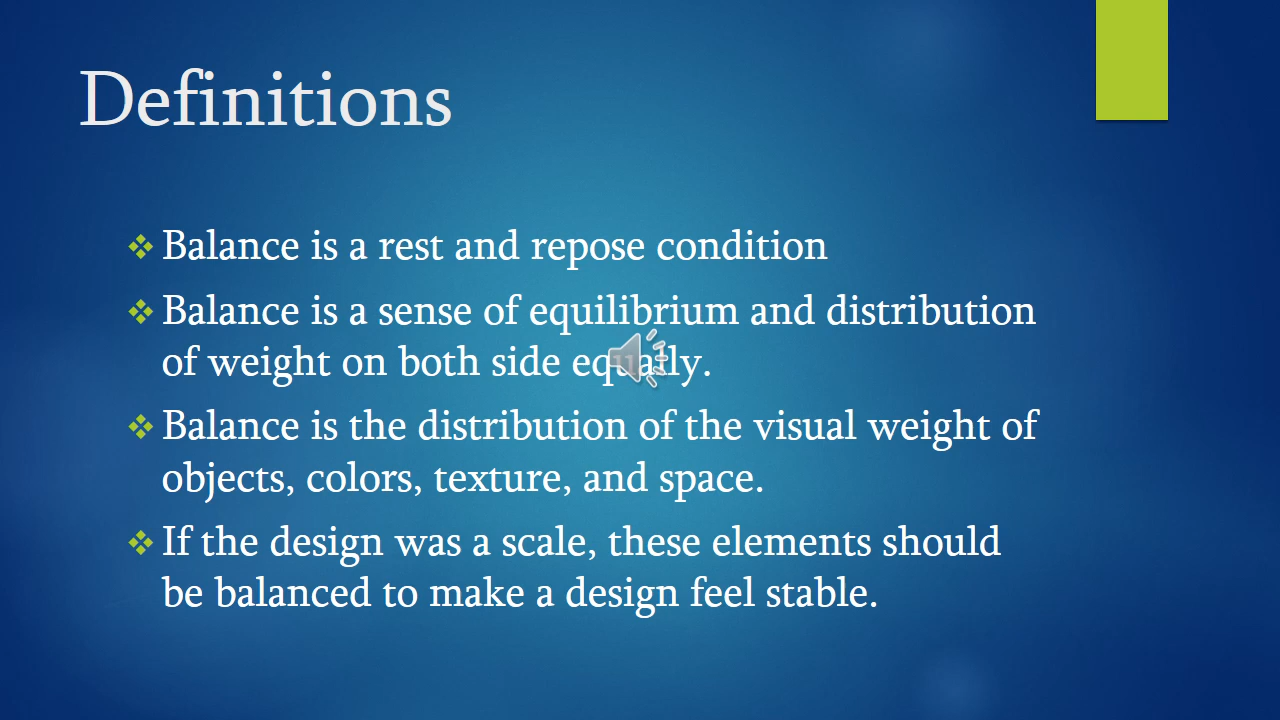 Definitions
Balance is a rest and repose condition
Balance is a sense of equilibrium and distribution
of weight on both side equally.
Balance is the distribution of the visual weight of
objects, colors, texture, and space.
If the design was a scale, these elements should
be balanced to make a design feel stable.